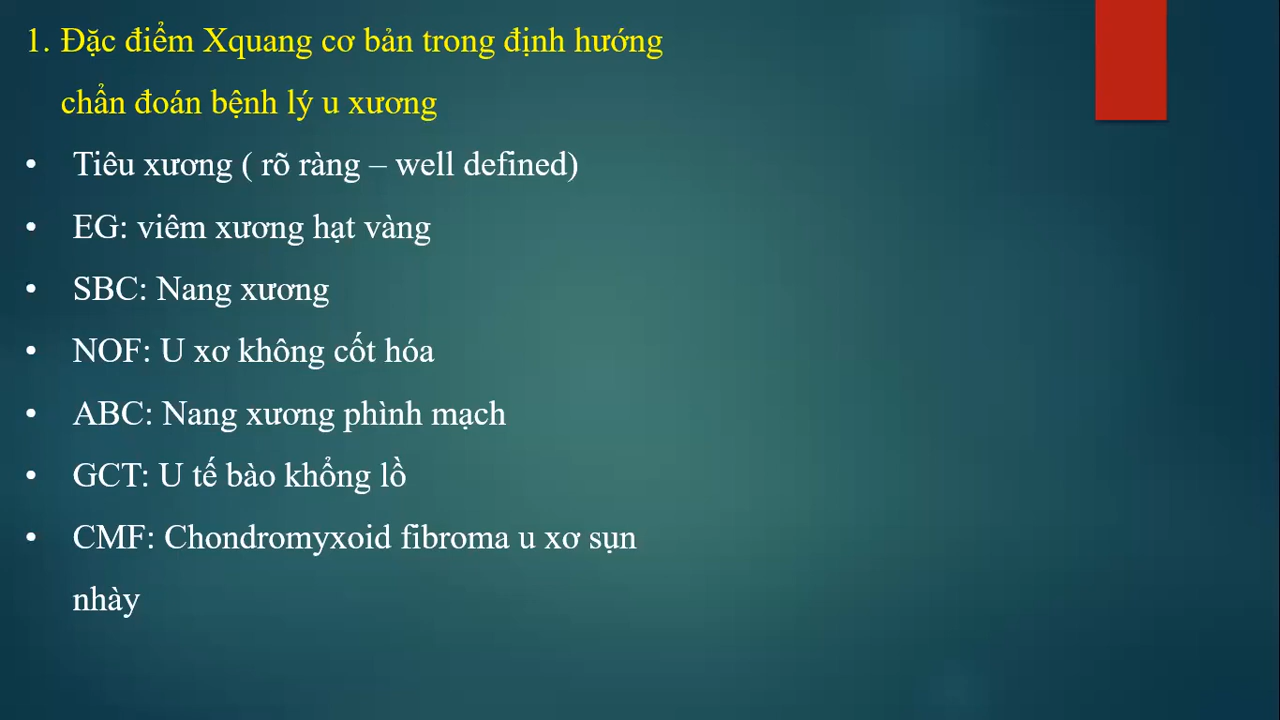 1. Đặc điểm Xquang cơ bản trong định hướng
chẩn đoán bệnh lý u xương
• Tiêu xương ( rõ ràng – well defined)
• EG: viêm xương hạt vàng
• SBC: Nang xương
• NOF: U xơ không cốt hóa
• ABC: Nang xương phình mạch
• GCT: U tế bào khổng lồ
• CMF: Chondromyxoid fibroma u xơ sụn
nhày